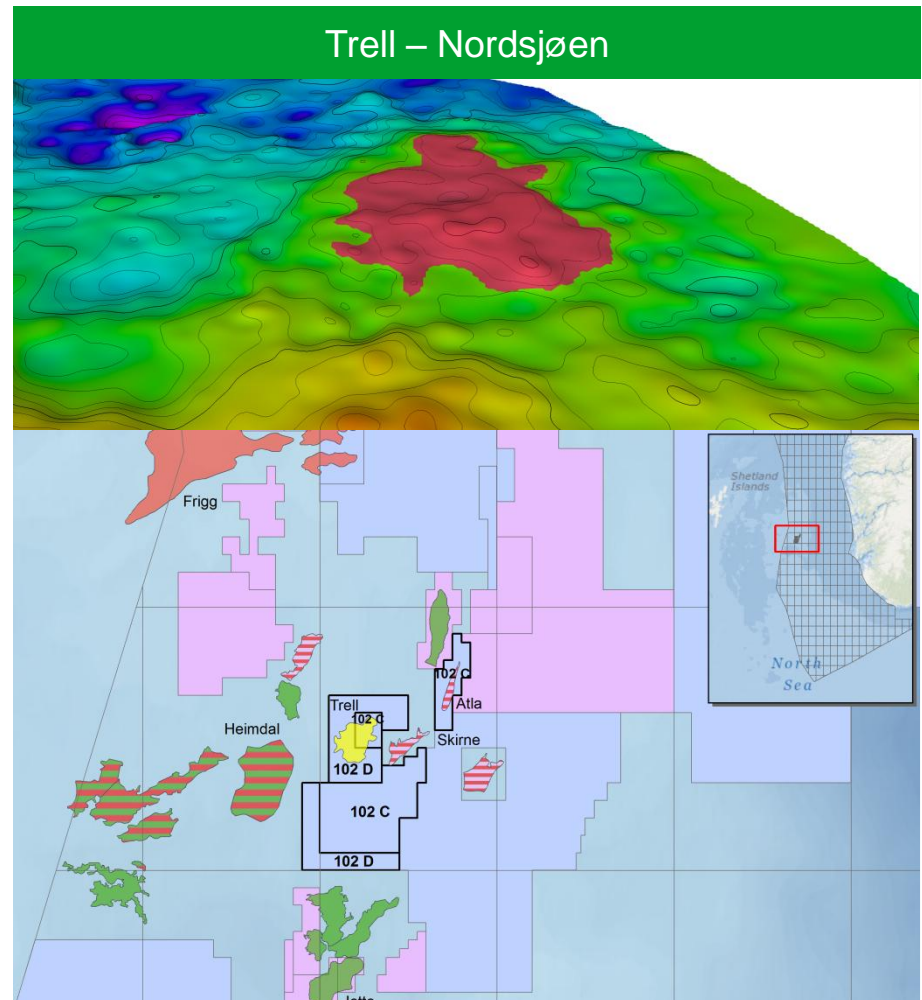 Trell – Nordsjøen
Frigg
Shetland
Islands
North
Sea
102 C
Atla
Trell
102 C
Heimdal
Skirne
102 D
102 C
102 D